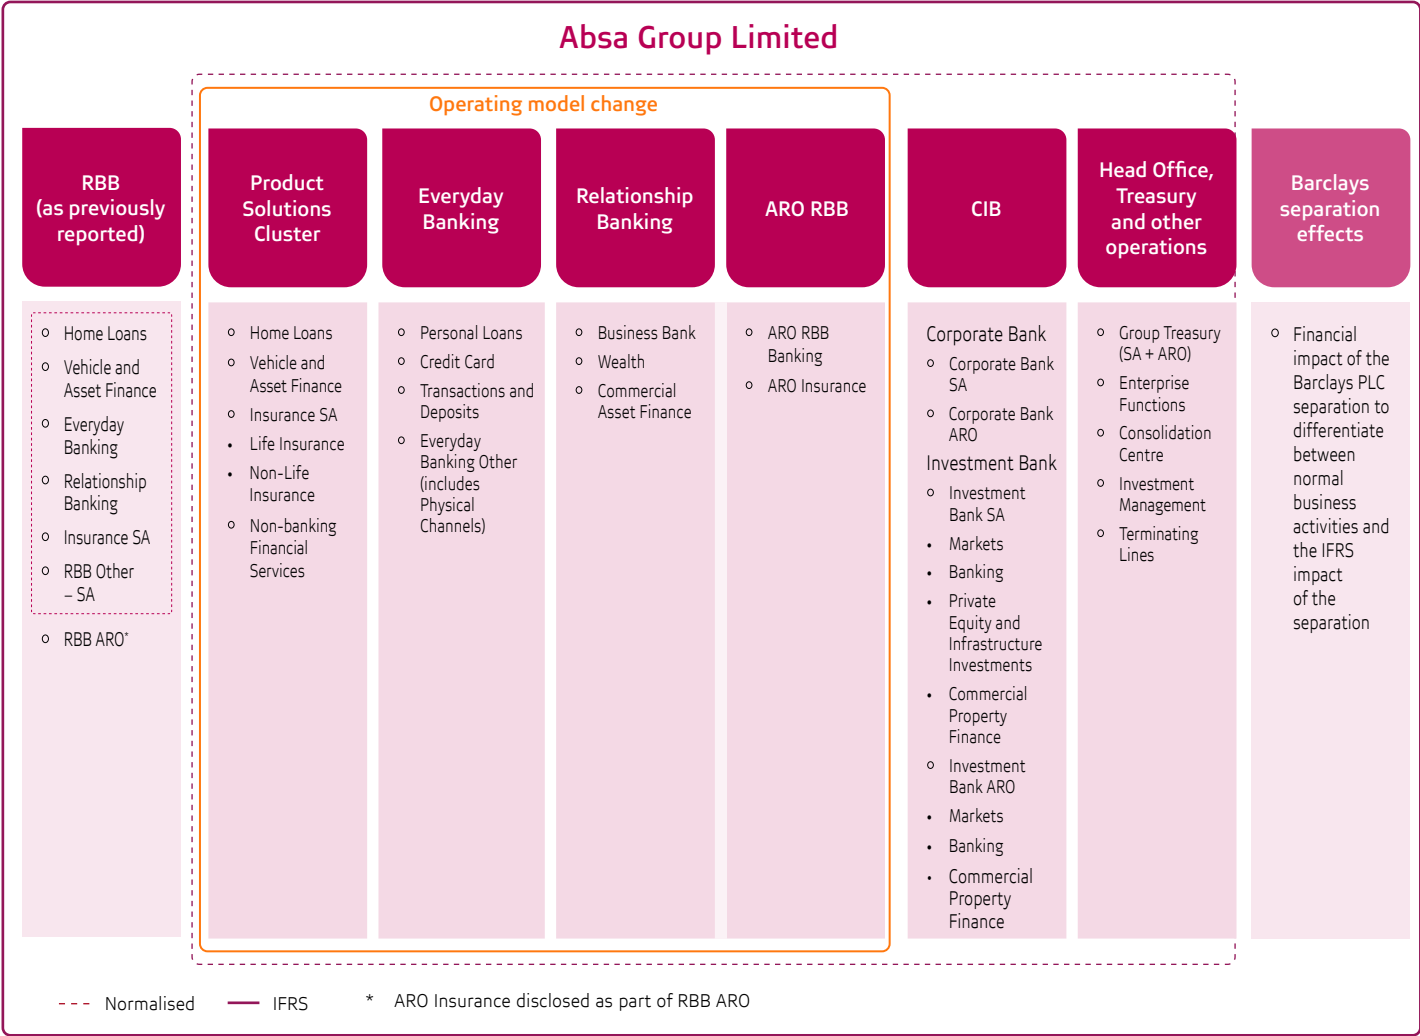 Absa Group Limited
Operating model change
RBB
(as previously
reported)
Home Loans
Vehicle and
Asset Finance
Everyday
Banking
Relationship
Banking
Insurance SA
RBB Other
– SA
RBB ARO*
Product
Solutions
Cluster
Home Loans
Vehicle and
Asset Finance
Insurance SA
Life Insurance
Non-Life
Insurance
Non-banking
Financial
Services
Everyday
Banking
Personal Loans
Credit Card
Transactions and
Deposits
Everyday
Banking Other
(includes
Physical
Channels)
Relationship
Banking
Business Bank
Wealth
Commercial
Asset Finance
ARO RBB
ARO RBB
Banking
ARO Insurance
CIB
Corporate Bank
Corporate Bank
SA
Corporate Bank
ARO
Investment Bank
Investment
Bank SA
Markets
Banking
Private
Equity and
Infrastructure
Investments
Commercial
Property
Finance
Investment
Bank ARO
Markets
Banking
Commercial
Property
Finance
Head Office,
Treasury
and other
operations
Group Treasury
(SA + ARO)
Enterprise
Functions
Consolidation
Centre
Investment
Management
Terminating
Lines
Barclays
separation
effects
Financial
impact of the
Barclays PLC
separation to
differentiate
between
normal
business
activities and
the IFRS
impact
of the
separation
Normalised
IFRS
* ARO Insurance disclosed as part of RBB ARO